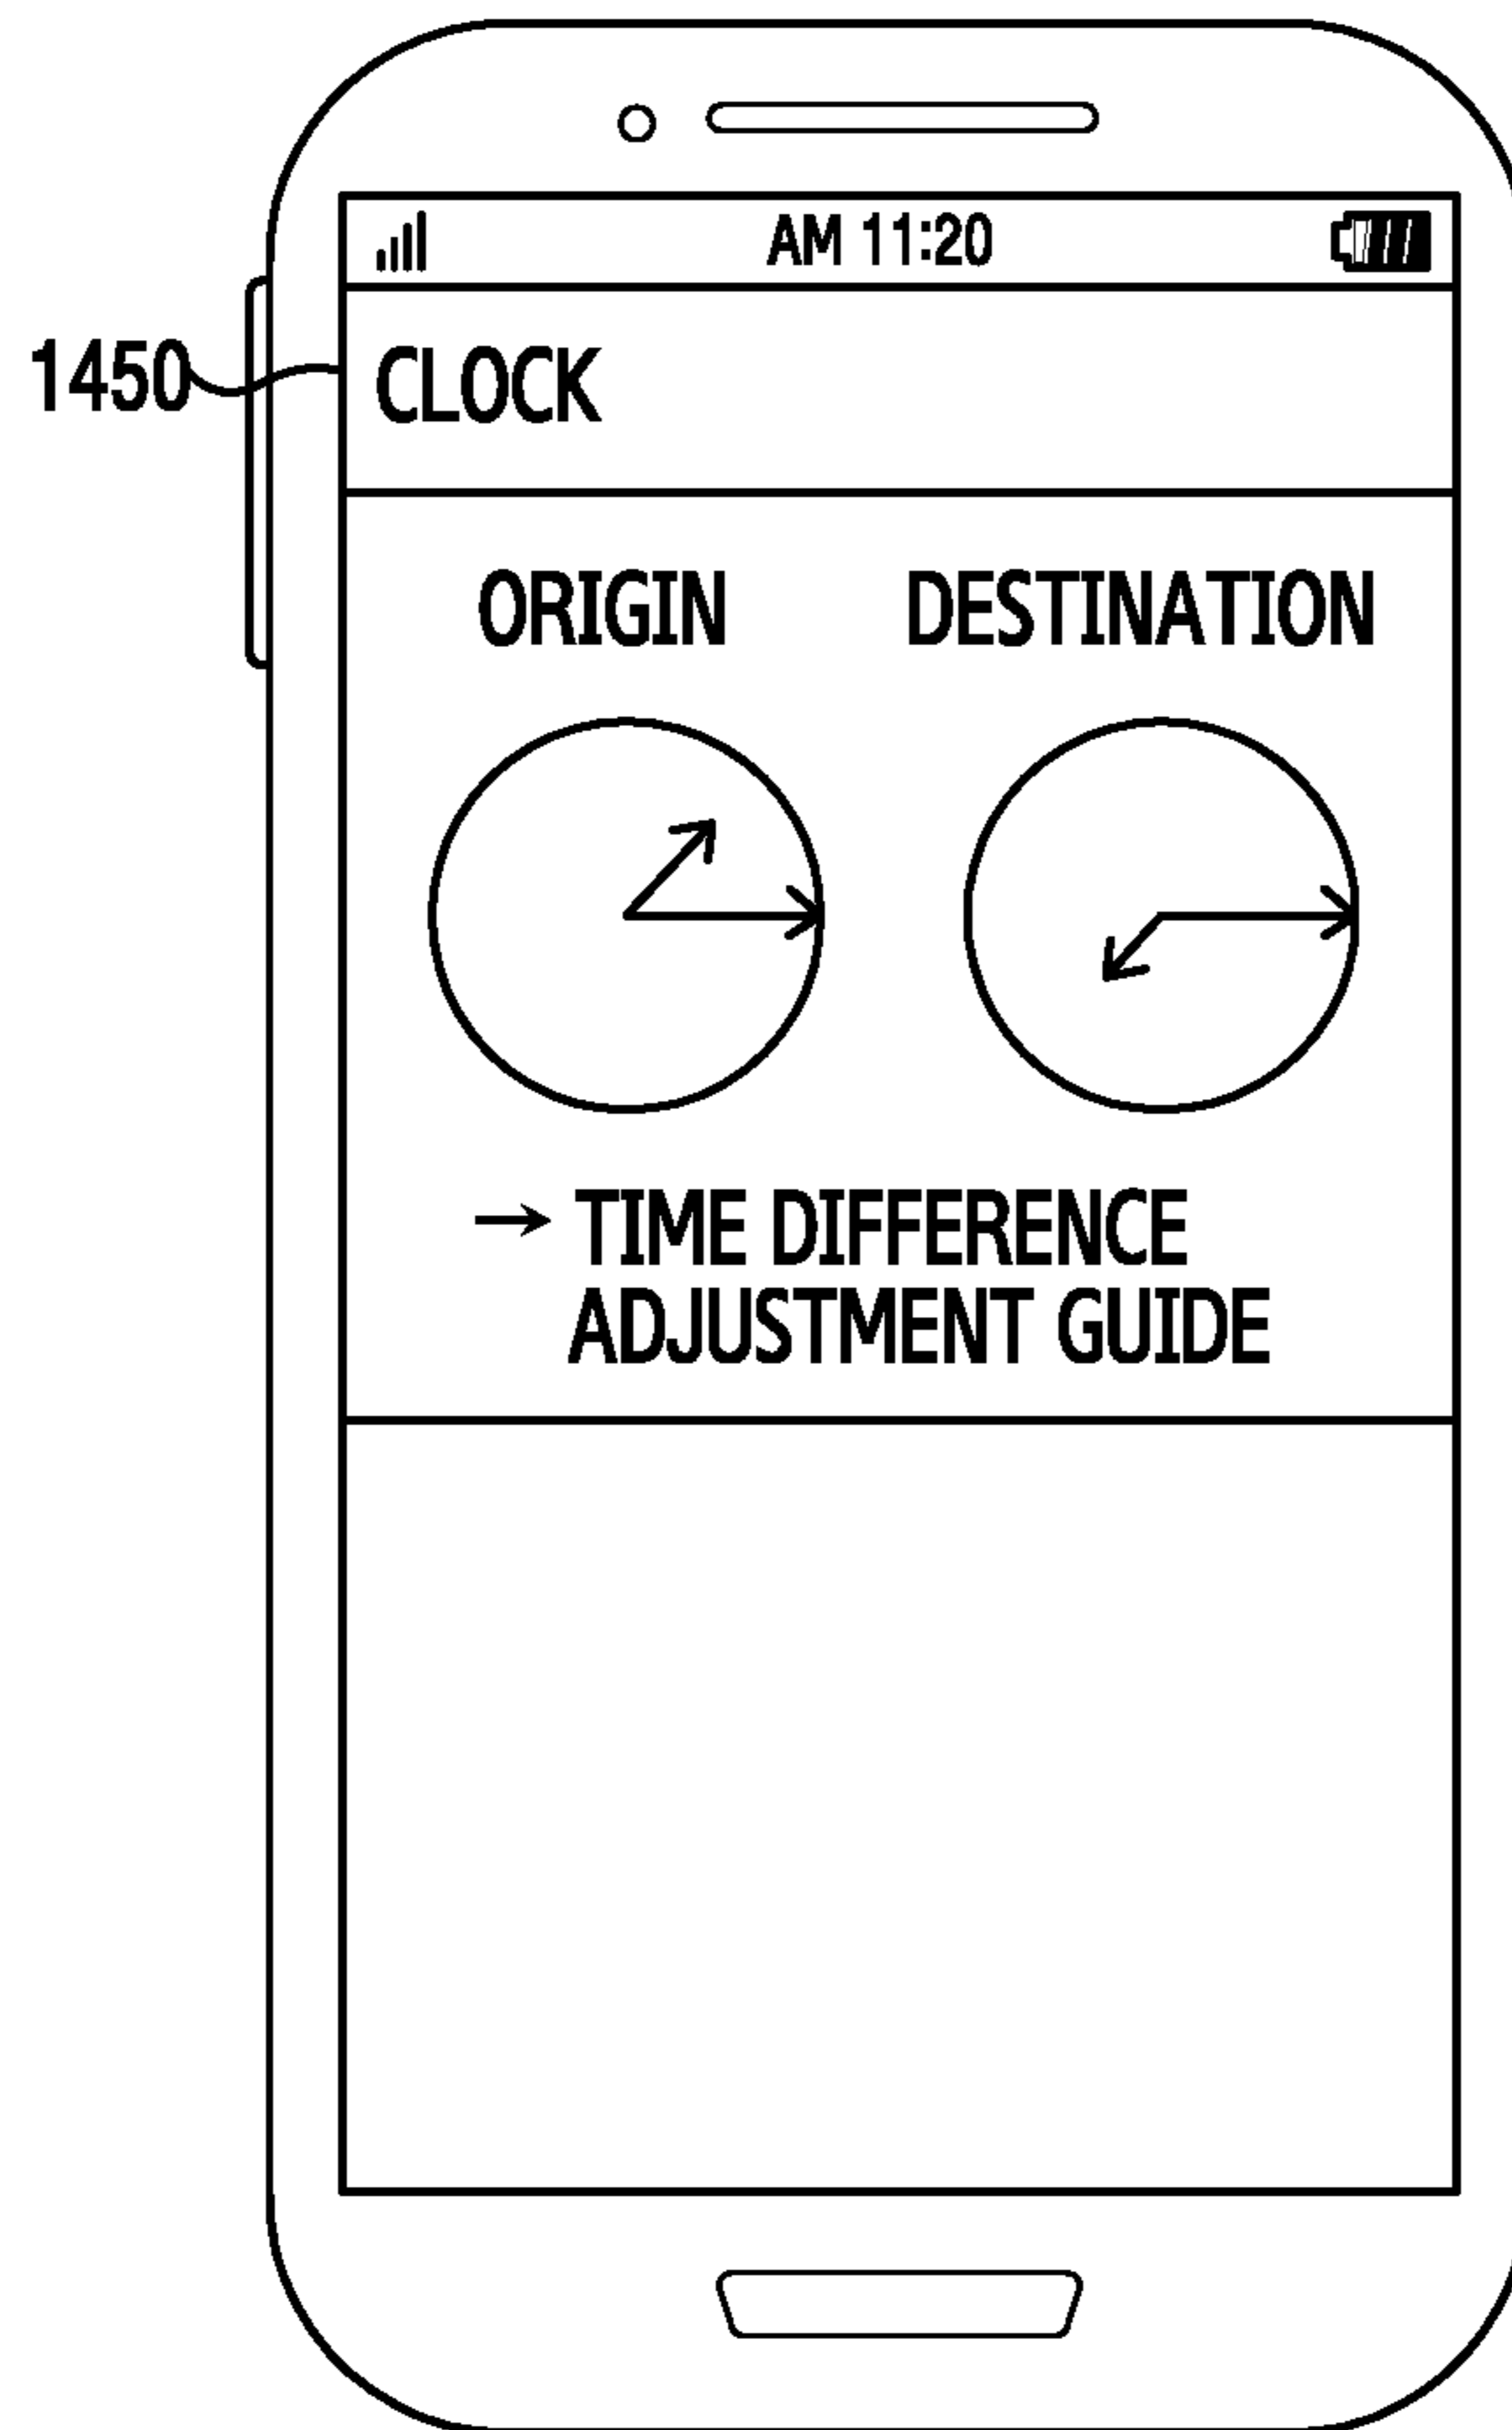 AM 11:20
1450
CLOCK
ORIGIN DESTINATION
→ TIME DIFFERENCE
ADJUSTMENT GUIDE